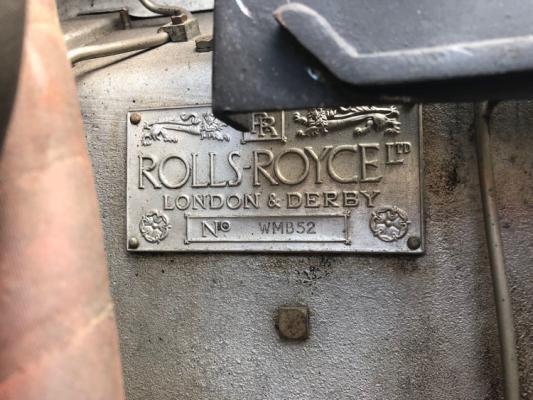 RR
ROLLS-ROYCE LTD
LONDON & DERBY
No WMB52